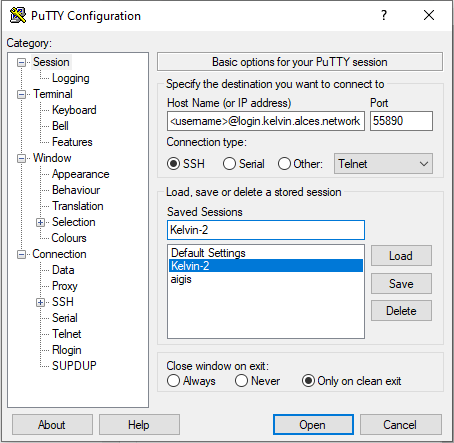 PuTTY Configuration
?
Category:
Session
Logging
Terminal
Keyboard
Bell
Features
Window
Appearance
Behaviour
Translation
Selection
Colours
Connection
Data
Proxy
SSH
Serial
Telnet
Rlogin
SUPDUP
Basic options for your PuTTY session
Specify the destination you want to connect to
Host Name (or IP address) Port
<username>@login.kelvin.alces.network 55890
Connection type:
SSH Serial Other: Telnet
Load, save or delete a stored session
Saved Sessions
Kelvin-2
Default Settings
Kelvin-2
aigis
Load
Save
Delete
Close window on exit:
Always Never Only on clean exit
About Help Open Cancel